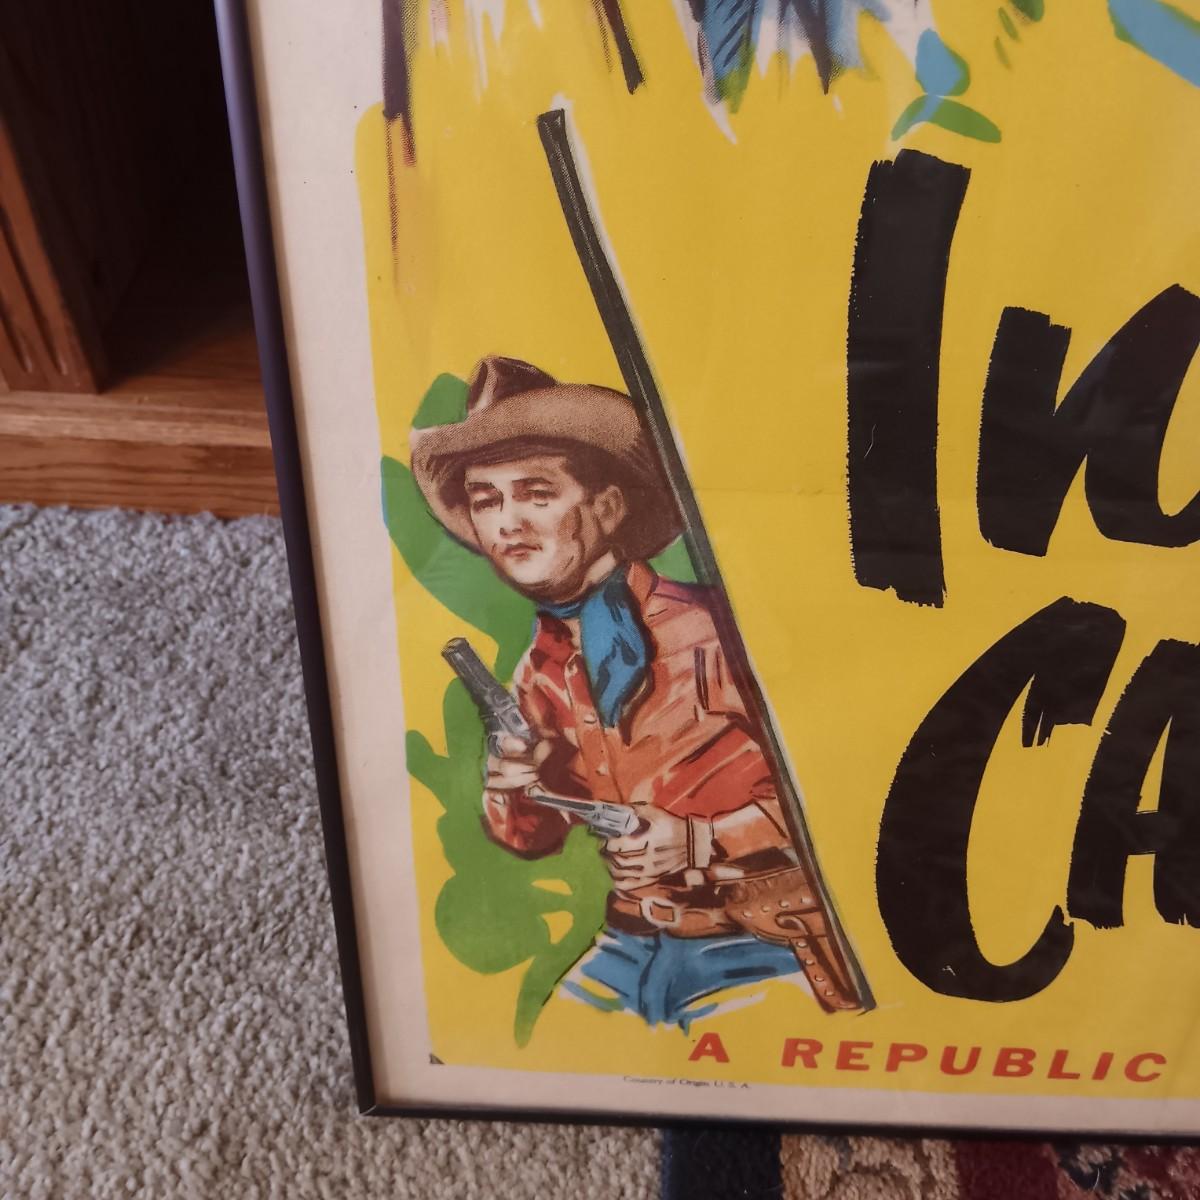 In
CA
A REPUBLIC
Country of Origin U. S. A.